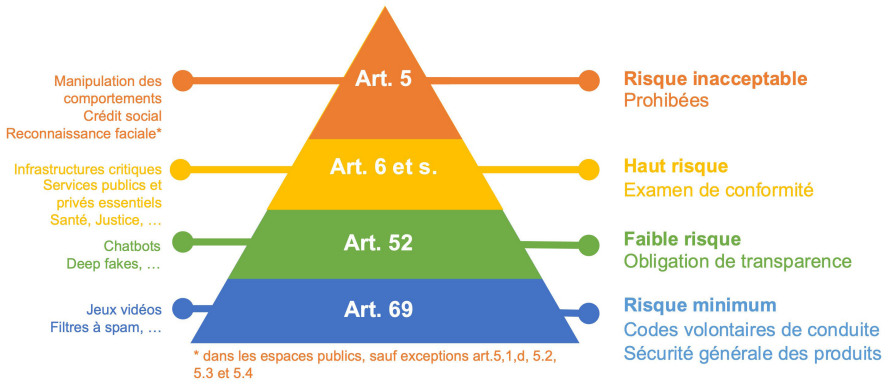 Art. 5
Manipulation des
comportements
Crédit social
Reconnaissance faciale*
Risque inacceptable
Prohibées
Art. 6 et s.
Infrastructures critiques
Services publics et
privés essentiels
Santé, Justice, …
Haut risque
Examen de conformité
Art. 52
Chatbots
Deep fakes, …
Faible risque
Obligation de transparence
Art. 69
Jeux vidéos
Filtres à spam, …
Risque minimum
Codes volontaires de conduite
Sécurité générale des produits
* dans les espaces publics, sauf exceptions art.5,1,d, 5.2,
5.3 et 5.4